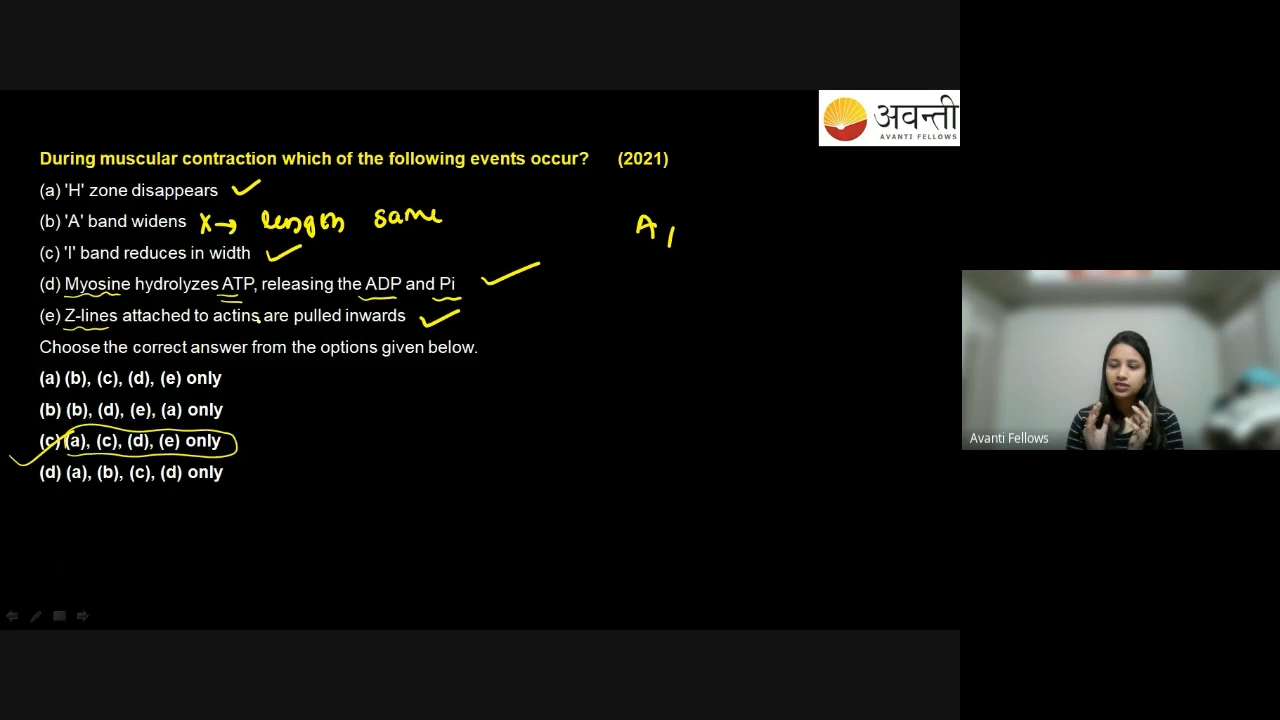 अवन्ती
AVANTI FELLOWS
During muscular contraction which of the following events occur? (2021)
(a) 'H' zone disappears
(b) 'A' band widens x→ length same
(c) 'I' band reduces in width
(d) Myosine hydrolyzes ATP, releasing the ADP and Pi
(e) Z-lines attached to actins are pulled inwards
Choose the correct answer from the options given below.
(a) (b), (c), (d), (e) only
(b) (b), (d), (e), (a) only
(c) (a), (c), (d), (e) only
(d) (a), (b), (c), (d) only
A
Avanti Fellows